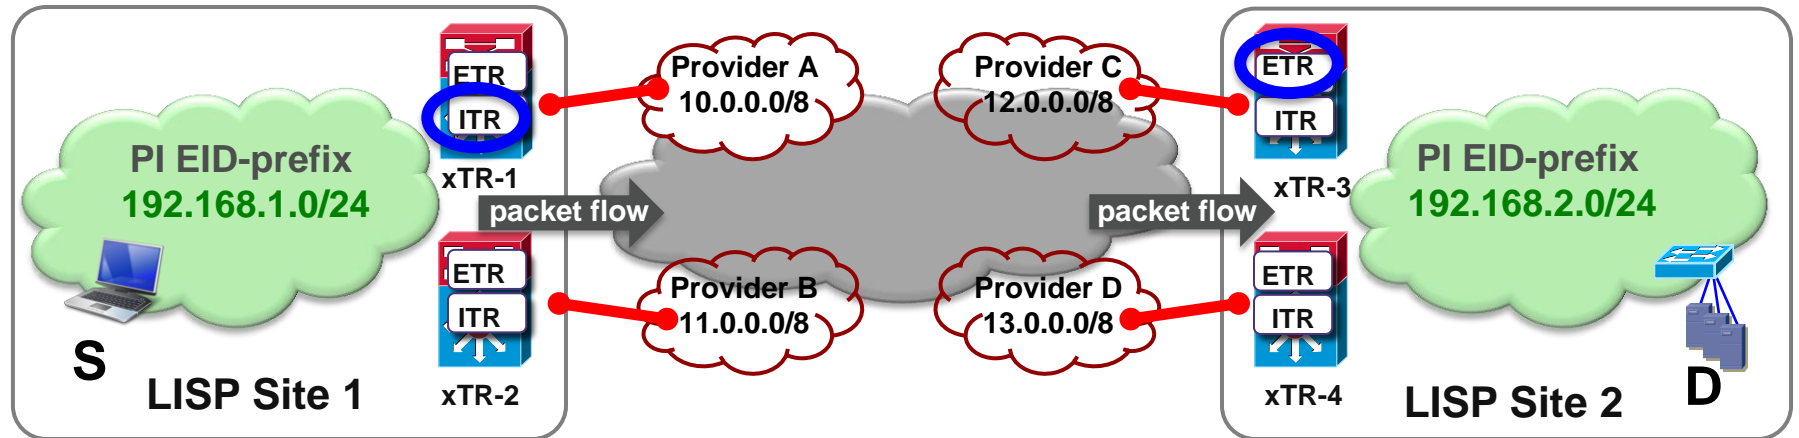 PI EID-prefix
192.168.1.0/24
S
LISP Site 1
ETR
ITR
xTR-1
packet flow
ETR
ITR
xTR-2
Provider A
10.0.0.0/8
Provider B
11.0.0.0/8
Provider C
12.0.0.0/8
packet flow
Provider D
13.0.0.0/8
ETR
ITR
xTR-3
ETR
ITR
xTR-4
PI EID-prefix
192.168.2.0/24
D
LISP Site 2